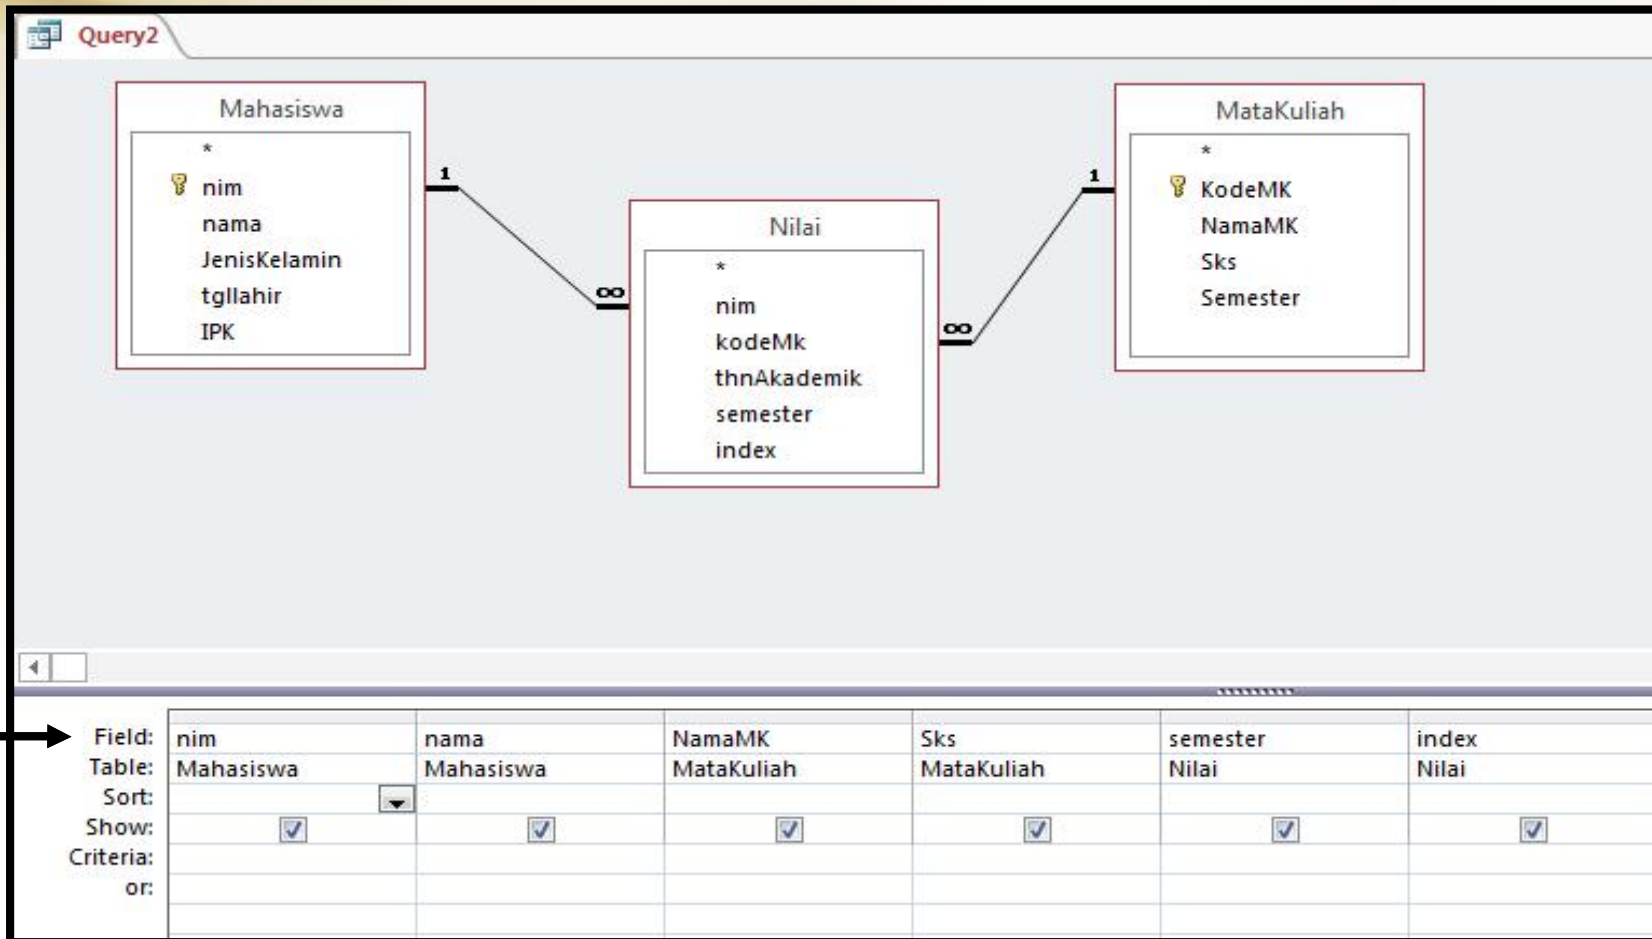 Query2
Mahasiswa
*
nim
nama
JenisKelamin
tgllahir
IPK
1
∞
Nilai
*
nim
kodeMk
thnAkademik
semester
index
∞
1
MataKuliah
*
KodeMK
NamaMK
Sks
Semester
Field: nim nama NamaMK Sks semester index
Table: Mahasiswa Mahasiswa MataKuliah MataKuliah Nilai Nilai
Sort:
Show:
Criteria:
or: